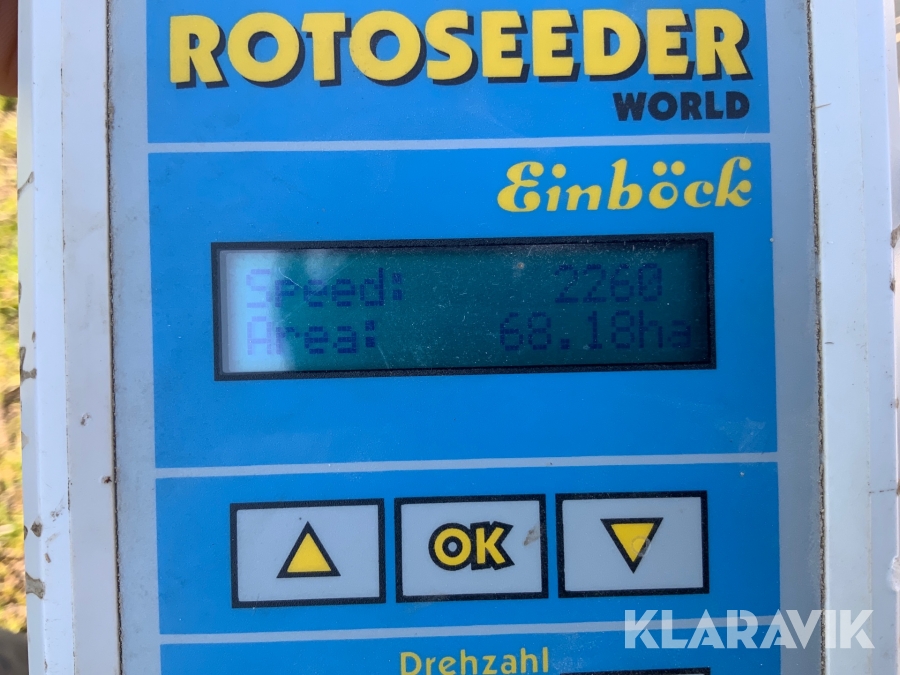 ROTOSEEDER
WORLD
Einböck
Speed: 2260
Area: 68.18ha
OK
KLARAVIK
Drehzahl